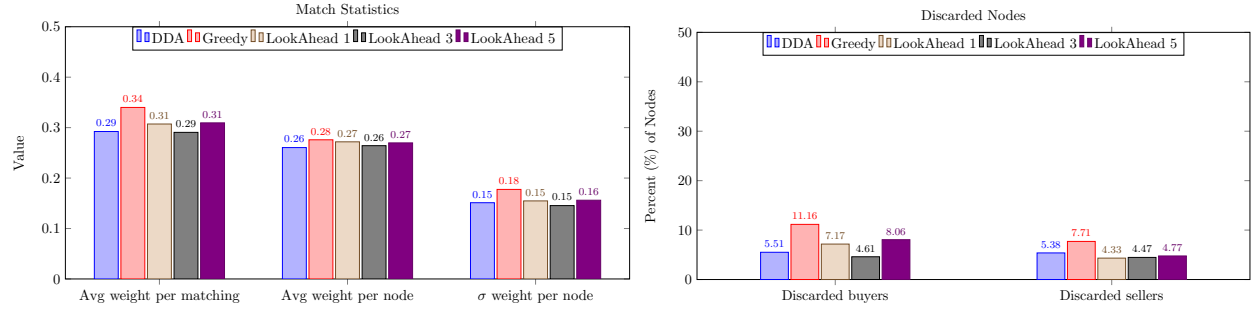 Match Statistics
DDA Greedy LookAhead 1 LookAhead 3 LookAhead 5
Value
0.5
0.4
0.3
0.2
0.1
0
0.29 0.34 0.31 0.29 0.31
0.26 0.28 0.27 0.26 0.27
0.15 0.18 0.15 0.15 0.16
Avg weight per matching Avg weight per node σ weight per node
Discarded Nodes
DDA Greedy LookAhead 1 LookAhead 3 LookAhead 5
Percent (%) of Nodes
50
40
30
20
10
0
5.51 11.16 7.17 4.61 8.06
5.38 7.71 4.33 4.47 4.77
Discarded buyers Discarded sellers